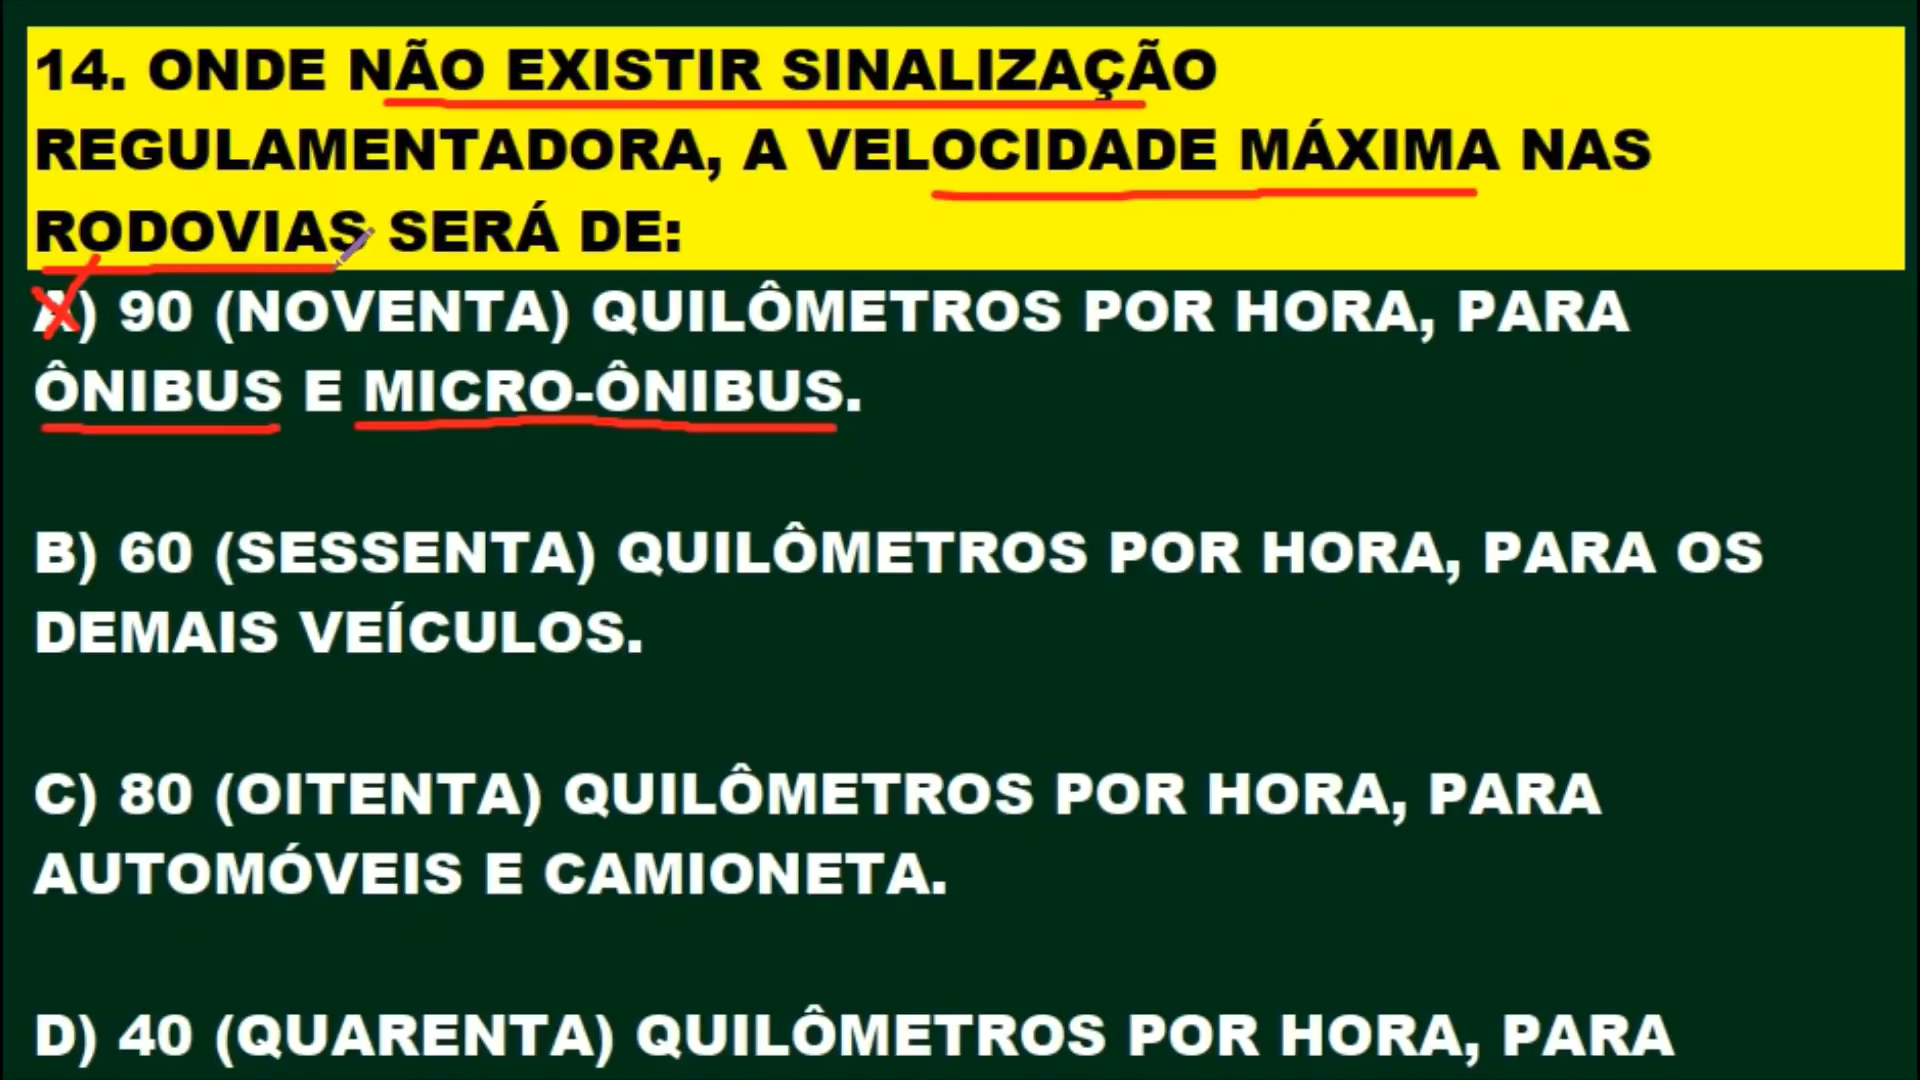 14. ONDE NÃO EXISTIR SINALIZAÇÃO
REGULAMENTADORA, A VELOCIDADE MÁXIMA NAS
RODOVIAS SERÁ DE:
A) 90 (NOVENTA) QUILÔMETROS POR HORA, PARA
ÔNIBUS E MICRO-ÔNIBUS.
B) 60 (SESSENTA) QUILÔMETROS POR HORA, PARA OS
DEMAIS VEÍCULOS.
C) 80 (OITENTA) QUILÔMETROS POR HORA, PARA
AUTOMÓVEIS E CAMIONETA.
D) 40 (QUARENTA) QUILÔMETROS POR HORA, PARA